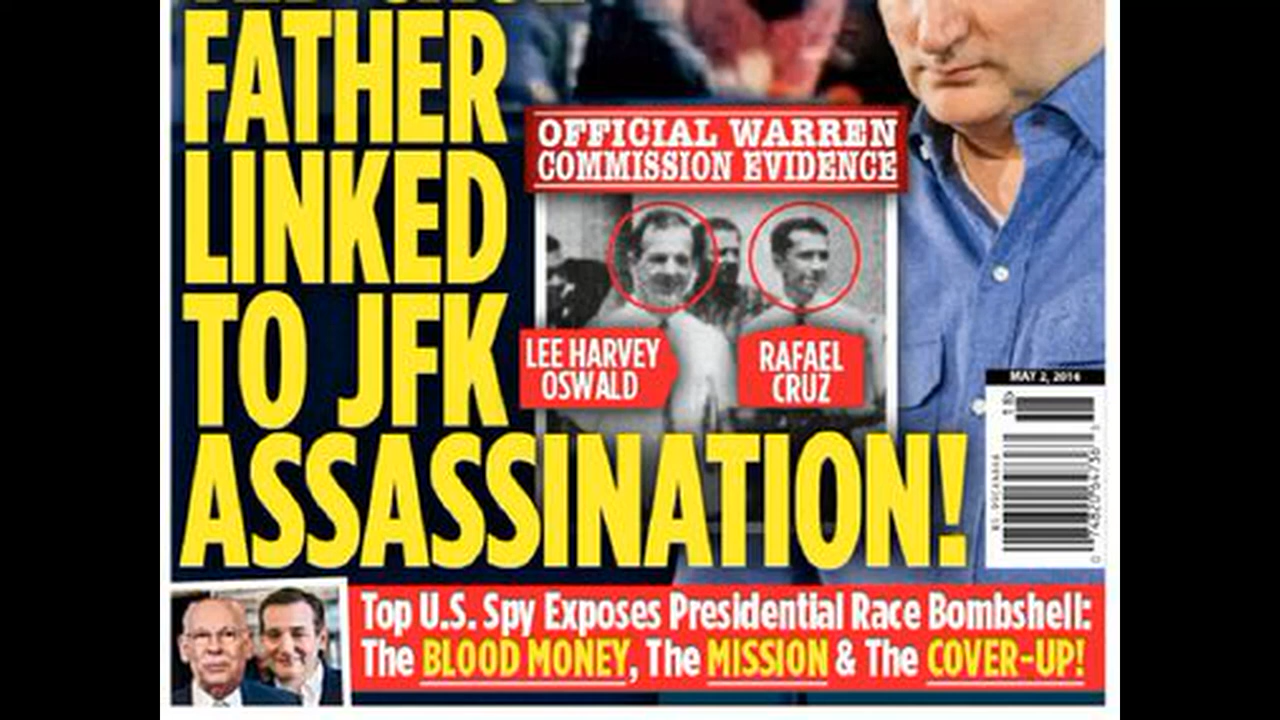 FATHER
LINKED
TO JFK
ASSASSINATION!
OFFICIAL WARREN
COMMISSION EVIDENCE
LEE HARVEY
OSWALD
RAFAEL
CRUZ
MAY 2, 2016
Top U.S. Spy Exposes Presidential Race Bombshell:
The BLOOD MONEY, The MISSION & The COVER-UP!